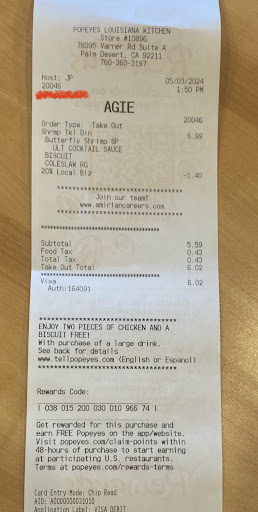 POPEYES LOUISIANA KITCHEN
Store #10896
78395 Varner Rd Suite A
Palm Desert, CA 92211
760-360-3197
Host: JP 05/03/2024
20046 1:50 PM
AGIE
20046
Order Type: Take Out
Shrmp Tkl Din 6.99
Butterfly Shrimp 8P
ULT COCKTAIL SAUCE
BISCUIT
COLESLAW RG
20% Local Biz -1.40
Join our team!
www.amiriancareers.com
Subtotal 5.59
Food Tax 0.43
Total Tax 0.43
Take Out Total 6.02
Visa 6.02
Auth:164091
ENJOY TWO PIECES OF CHICKEN AND A
BISCUIT FREE!
With purchase of a large drink.
See back for details
www.tellpopeyes.com (English or Espanol)
Rewards Code:
[ 038 015 200 030 010 966 74 ]
Get rewarded for this purchase and
earn FREE Popeyes on the app/website.
Visit popeyes.com/claim-points within
48-hours of purchase to start earning
at participating U.S. restaurants.
Terms at popeyes.com/rewards-terms
Card Entry Mode: Chip Read
AID: A0000000031010
Application Label: VISA DEBIT